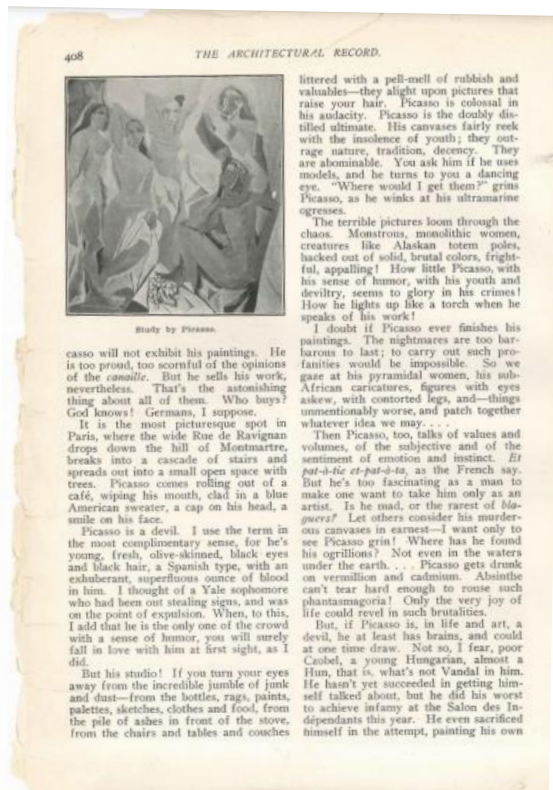 408
THE ARCHITECTURAL RECORD.
Study by Picasso.
casso will not exhibit his paintings. He
is too proud, too scornful of the opinions
of the canaille. But he sells his work,
nevertheless. That's the astonishing
thing about all of them. Who buys?
God knows! Germans, I suppose.
It is the most picturesque spot in
Paris, where the wide Rue de Ravignan
drops down the hill of Montmartre,
breaks into a cascade of stairs and
spreads out into a small open space with
trees. Picasso comes rolling out of a
café, wiping his mouth, clad in a blue
American sweater, a cap on his head, a
smile on his face.
Picasso is a devil. I use the term in
the most complimentary sense, for he's
young, fresh, olive-skinned, black eyes
and black hair, a Spanish type, with an
exhuberant, superfluous ounce of blood
in him. I thought of a Yale sophomore
who had been out stealing signs, and was
on the point of expulsion. When, to this,
I add that he is the only one of the crowd
with a sense of humor, you will surely
fall in love with him at first sight, as I
did.
But his studio! If you turn your eyes
away from the incredible jumble of junk
and dust—from the bottles, rags, paints,
palettes, sketches, clothes and food, from
the pile of ashes in front of the stove,
from the chairs and tables and couches
littered with a pell-mell of rubbish and
valuables—they alight upon pictures that
raise your hair. Picasso is colossal in
his audacity. Picasso is the doubly dis-
tilled ultimate. His canvases fairly reek
with the insolence of youth; they out-
rage nature, tradition, decency. They
are abominable. You ask him if he uses
models, and he turns to you a dancing
eye. "Where would I get them?" grins
Picasso, as he winks at his ultramarine
ogresses.
The terrible pictures loom through the
chaos. Monstrous, monolithic women,
creatures like Alaskan totem poles,
hacked out of solid, brutal colors, fright-
ful, appalling! How little Picasso, with
his sense of humor, with his youth and
deviltry, seems to glory in his crimes!
How he lights up like a torch when he
speaks of his work!
I doubt if Picasso ever finishes his
paintings. The nightmares are too bar-
barous to last; to carry out such pro-
fanities would be impossible. So we
gaze at his pyramidal women, his sub-
African caricatures, figures with eyes
askew, with contorted legs, and—things
unmentionably worse, and patch together
whatever idea we may. . . .
Then Picasso, too, talks of values and
volumes, of the subjective and of the
sentiment of emotion and instinct. Et
pat-à-tic et-pat-à-ta, as the French say.
But he's too fascinating as a man to
make one want to take him only as an
artist. Is he mad, or the rarest of bla-
guers? Let others consider his murder-
ous canvases in earnest—I want only to
see Picasso grin! Where has he found
his ogrillions? Not even in the waters
under the earth. . . . Picasso gets drunk
on vermillion and cadmium. Absinthe
can't tear hard enough to rouse such
phantasmagoria! Only the very joy of
life could revel in such brutalities.
But, if Picasso is, in life and art, a
devil, he at least has brains, and could
at one time draw. Not so, I fear, poor
Czobel, a young Hungarian, almost a
Hun, that is, what's not Vandal in him.
He hasn't yet succeeded in getting him-
self talked about, but he did his worst
to achieve infamy at the Salon des In-
dépendants this year. He even sacrificed
himself in the attempt, painting his own